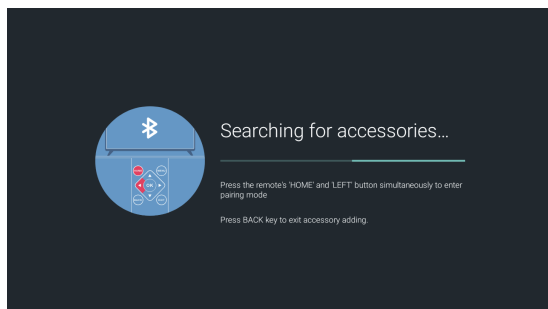 Searching for accessories...
Press the remote's 'HOME' and 'LEFT' button simultaneously to enter
pairing mode
Press BACK key to exit accessory adding.
OK